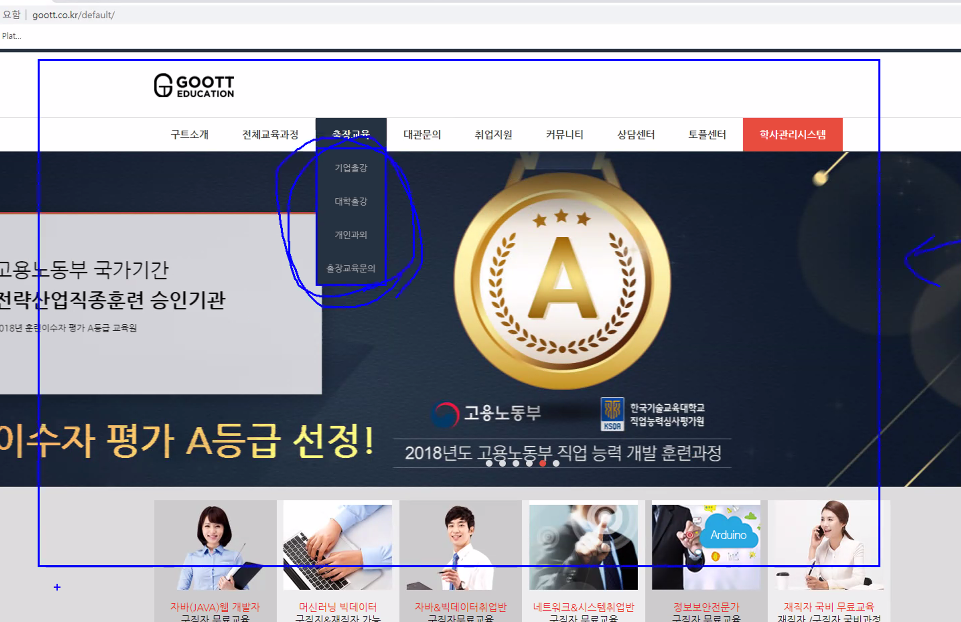 요함 goott.co.kr/default/
Plat...
GOOTT
EDUCATION
구트소개 전체교육과정 출장교육 대관문의 취업지원 커뮤니티 상담센터 토플센터 학사관리시스템
기업출강
대학출강
개인과외
출장교육문의
A
고용노동부 국가기간
전략산업직종훈련 승인기관
2018년 훈련이수자 평가 A등급 교육원
이수자 평가 A등급 선정!
고용노동부
KSQA
한국기술교육대학교
직업능력심사평가원
2018년도 고용노동부 직업 능력 개발 훈련과정
Arduino
자바(JAVA)웹 개발자 머신러닝 빅데이터 자바&빅데이터취업반 네트워크&시스템취업반 정보보안전문가 재직자 국비 무료교육
구직자 무료교육 구직자&재직자 가능 구직자무료교육 구직자 무료교육 구직자 무료교육 재직자 /구직자 국비과정